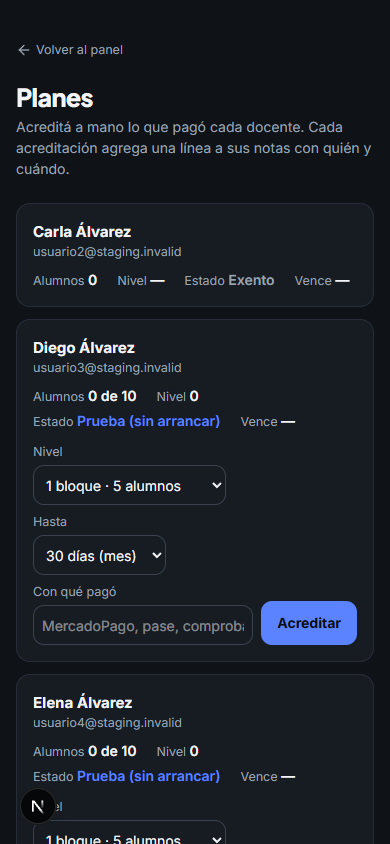 Volver al panel
Planes
Acreditá a mano lo que pagó cada docente. Cada
acreditación agrega una línea a sus notas con quién y
cuándo.
Carla Álvarez
usuario2@staging.invalid
Alumnos 0 Nivel — Estado Exento Vence —
Diego Álvarez
usuario3@staging.invalid
Alumnos 0 de 10 Nivel 0
Estado Prueba (sin arrancar) Vence —
Nivel
1 bloque · 5 alumnos
Hasta
30 días (mes)
Con qué pagó
MercadoPago, pase, comproba
Acreditar
Elena Álvarez
usuario4@staging.invalid
Alumnos 0 de 10 Nivel 0
Estado Prueba (sin arrancar) Vence —
N
el
1 bloque · 5 alumnos